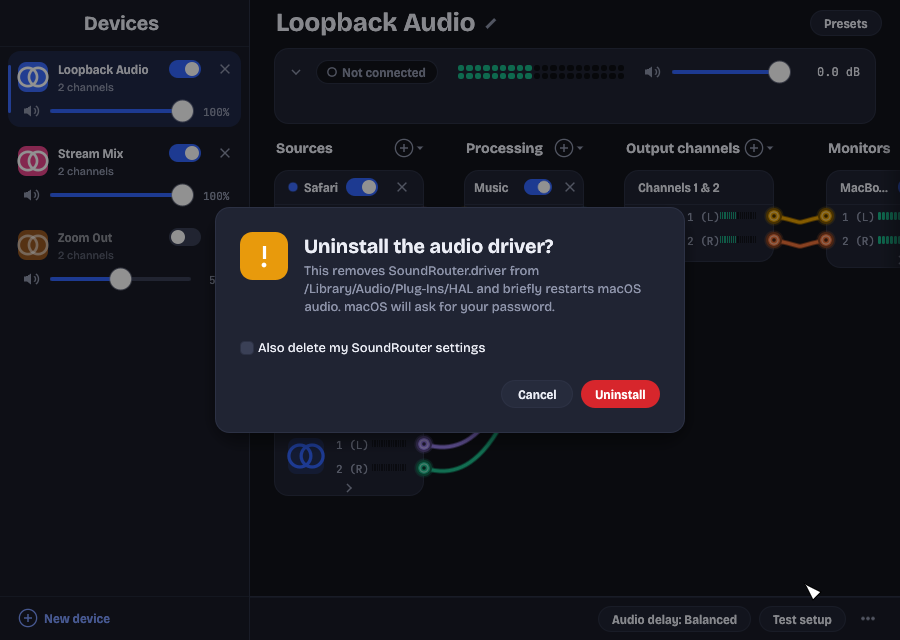 Devices
Loopback Audio
2 channels
100%
Stream Mix
2 channels
100%
Zoom Out
2 channels
New device
Loopback Audio
Presets
Not connected
0.0 dB
Sources
Processing
Output channels
Monitors
Safari
Music
Channels 1 & 2
MacBo...
1 (L)
2 (R)
1 (L)
2 (R)
!
Uninstall the audio driver?
This removes SoundRouter.driver from
/Library/Audio/Plug-Ins/HAL and briefly restarts macOS
audio. macOS will ask for your password.
Also delete my SoundRouter settings
Cancel
Uninstall
1 (L)
2 (R)
Audio delay: Balanced
Test setup